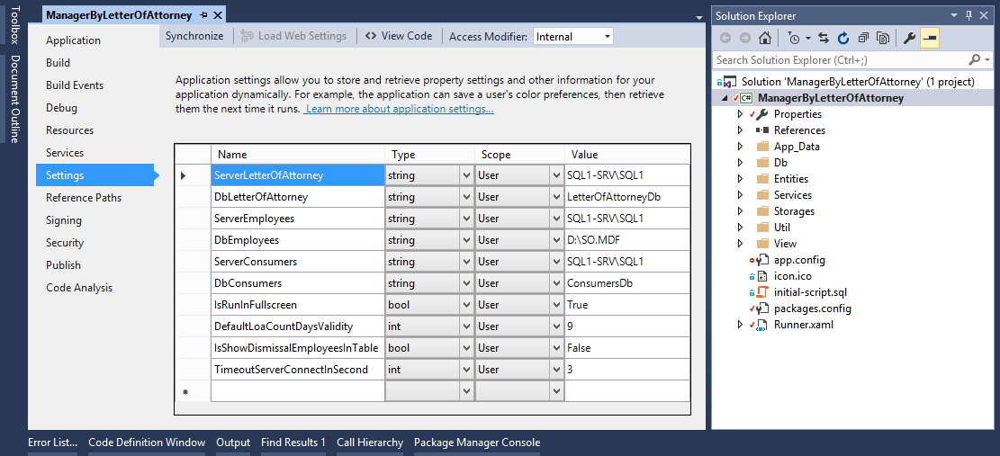 Toolbox
Document Outline
ManagerByLetterOfAttorney
Application
Build
Build Events
Debug
Resources
Services
Settings
Reference Paths
Signing
Security
Publish
Code Analysis
Synchronize Load Web Settings <> View Code Access Modifier: Internal
Application settings allow you to store and retrieve property settings and other information for your
application dynamically. For example, the application can save a user's color preferences, then retrieve
them the next time it runs. Learn more about application settings...
Name Type Scope Value
ServerLetterOfAttorney string User SQL1-SRV\SQL1
DbLetterOfAttorney string User LetterOfAttorneyDb
ServerEmployees string User SQL1-SRV\SQL1
DbEmployees string User D:\SO.MDF
ServerConsumers string User SQL1-SRV\SQL1
DbConsumers string User ConsumersDb
IsRunInFullscreen bool User True
DefaultLoaCountDaysValidity int User 9
IsShowDismissalEmployeesInTable bool User False
TimeoutServerConnectInSecond int User 3
Error List... Code Definition Window Output Find Results 1 Call Hierarchy Package Manager Console
Solution Explorer
Search Solution Explorer (Ctrl+;)
Solution 'ManagerByLetterOfAttorney' (1 project)
C# ManagerByLetterOfAttorney
Properties
References
App_Data
Db
Entities
Services
Storages
Util
View
app.config
icon.ico
initial-script.sql
packages.config
Runner.xaml